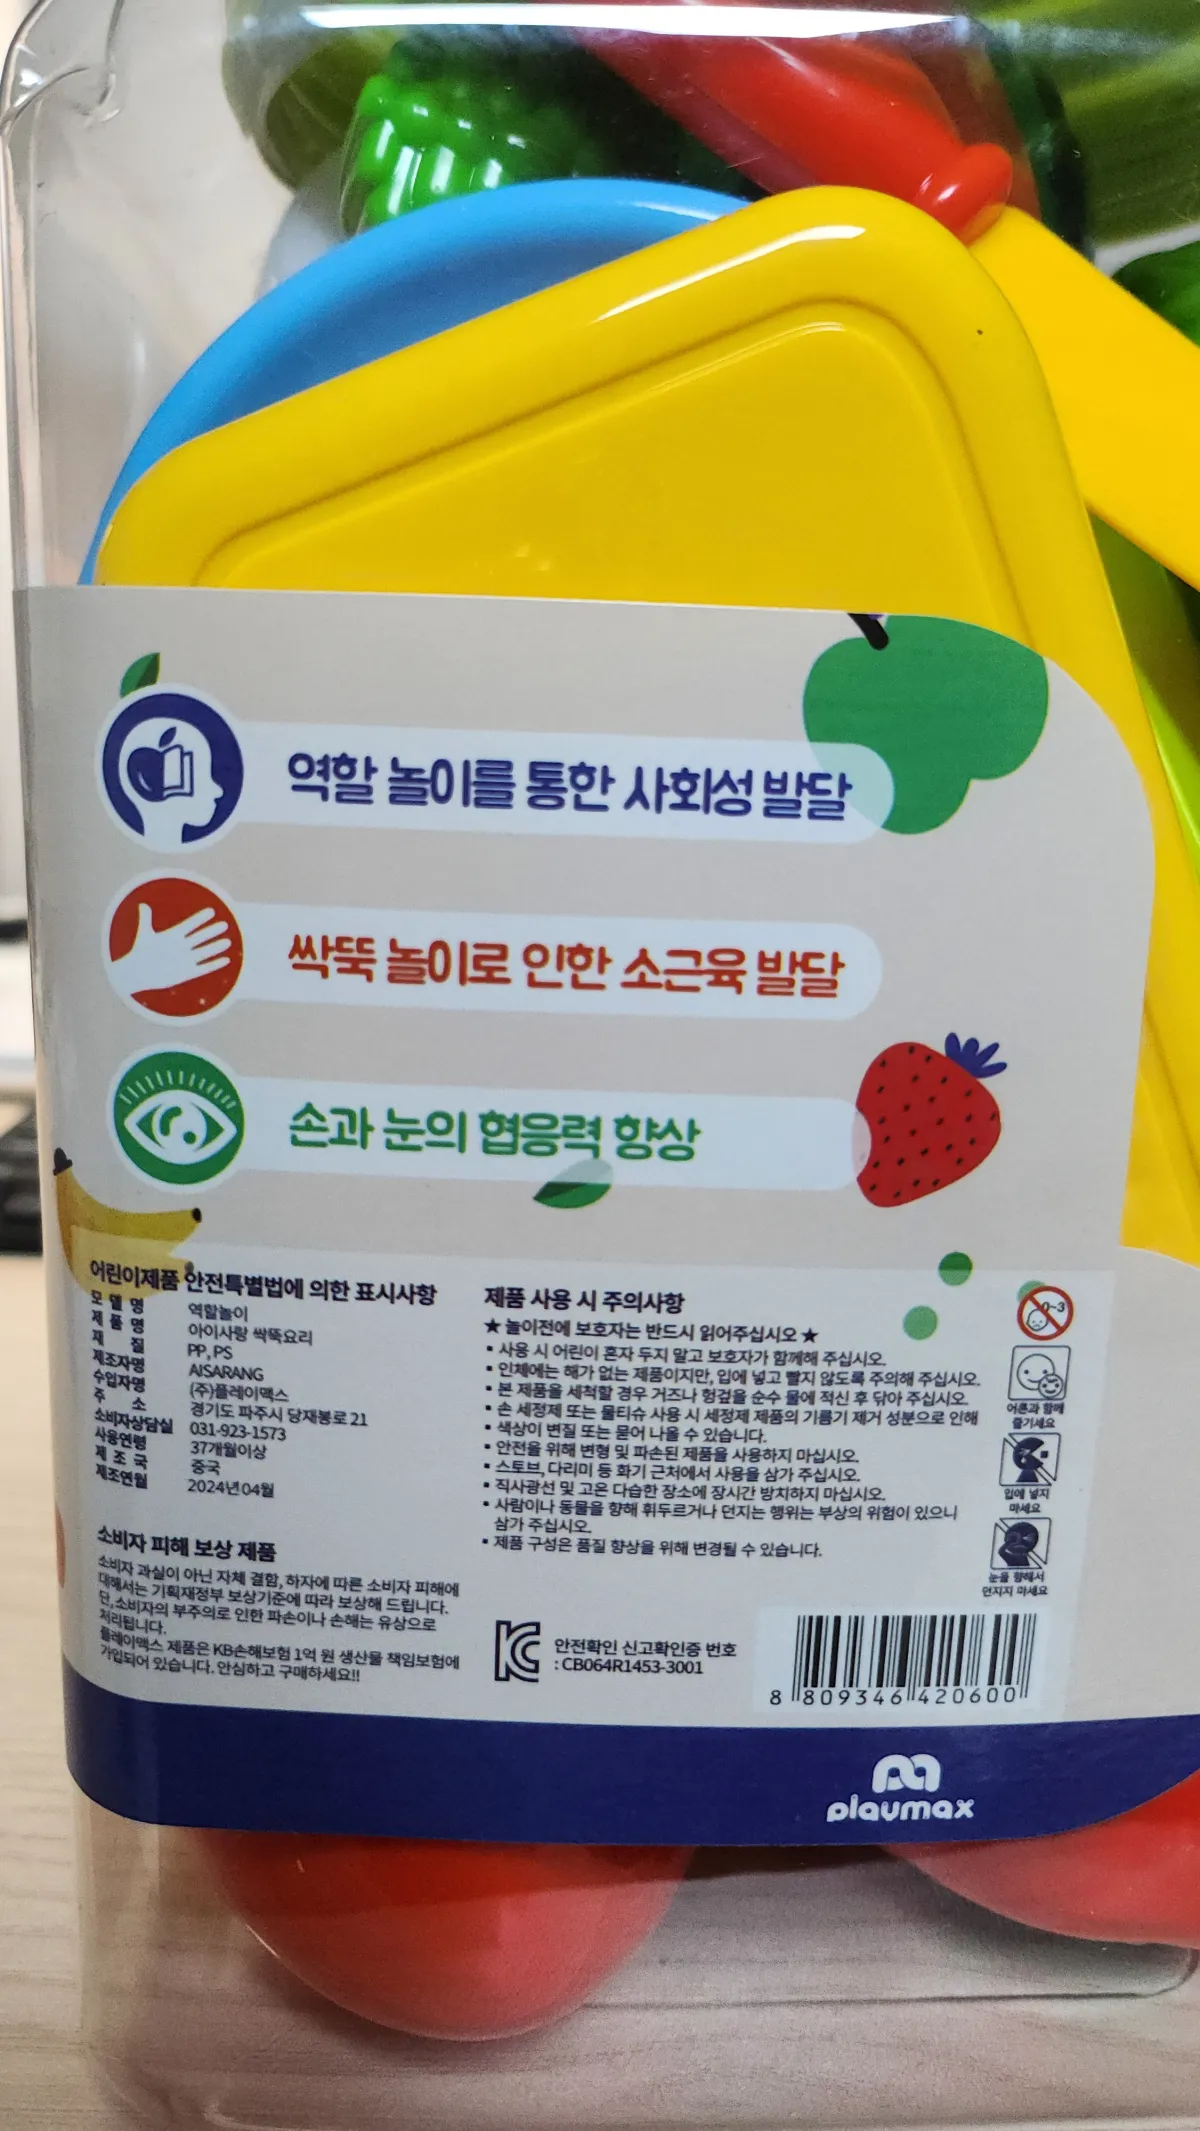 역할 놀이를 통한 사회성 발달
싹뚝 놀이로 인한 소근육 발달
손과 눈의 협응력 향상
어린이제품 안전특별법에 의한 표시사항
모 델 명 역할놀이
제 품 명 아이사랑 싹뚝요리
재 질 PP, PS
제조자명 AISARANG
수입자명 (주)플레이맥스
주 소 경기도 파주시 당재봉로 21
소비자상담실 031-923-1573
사용연령 37개월이상
제 조 국 중국
제조연월 2024년 04월
소비자 피해 보상 제품
소비자 과실이 아닌 자체 결함, 하자에 따른 소비자 피해에
대해서는 기획재정부 보상기준에 따라 보상해 드립니다.
단, 소비자의 부주의로 인한 파손이나 손해는 유상으로
처리됩니다.
플레이맥스 제품은 KB손해보험 1억 원 생산물 책임보험에
가입되어 있습니다. 안심하고 구매하세요!!
제품 사용 시 주의사항
★ 놀이전에 보호자는 반드시 읽어주십시오 ★
▪ 사용 시 어린이 혼자 두지 말고 보호자가 함께해 주십시오.
▪ 인체에는 해가 없는 제품이지만, 입에 넣고 빨지 않도록 주의해 주십시오.
▪ 본 제품을 세척할 경우 거즈나 헝겊을 순수 물에 적신 후 닦아 주십시오.
▪ 손 세정제 또는 물티슈 사용 시 세정제 제품의 기름기 제거 성분으로 인해
▪ 색상이 변질 또는 묻어 나올 수 있습니다.
▪ 안전을 위해 변형 및 파손된 제품을 사용하지 마십시오.
▪ 스토브, 다리미 등 화기 근처에서 사용을 삼가 주십시오.
▪ 직사광선 및 고온 다습한 장소에 장시간 방치하지 마십시오.
▪ 사람이나 동물을 향해 휘두르거나 던지는 행위는 부상의 위험이 있으니
삼가 주십시오.
▪ 제품 구성은 품질 향상을 위해 변경될 수 있습니다.
0~3
어른과 함께
즐기세요
입에 넣지
마세요
눈을 향해서
던지지 마세요
안전확인 신고확인증 번호
: CB064R1453-3001
8 809346 420600
playmax